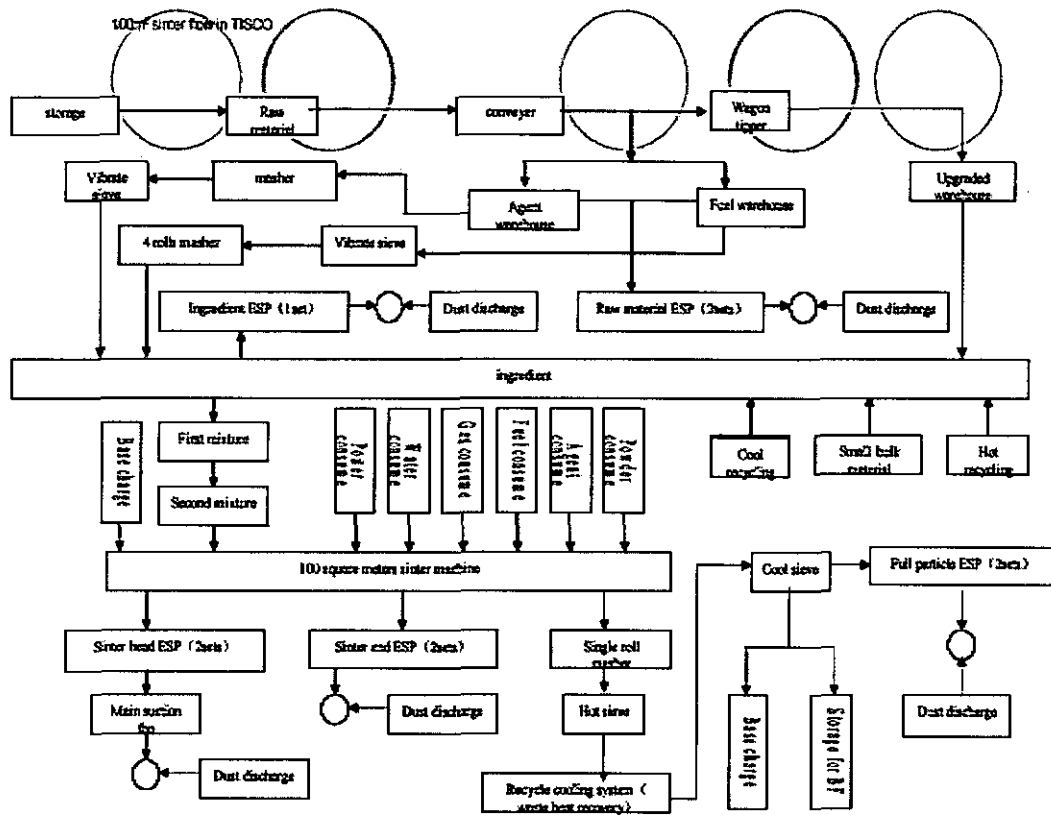 100㎡ sinter flow in TISCO
storage
Raw
material
conveyer
Wagon
tipper
Vibrate
sieve
masher
Agent
warehouse
Fuel warehouse
Upgraded
warehouse
4 rolls masher
Vibrate sieve
Ingredient ESP (1set)
Dust discharge
Raw material ESP (2sets)
Dust discharge
ingredient
Base charge
First mixture
Power
consume
Water
consume
Gas consume
Fuel consume
Agent
consume
Powder
consume
Cool
recycling
Small bulk
material
Hot
recycling
Second mixture
100 square meters sinter machine
Cool sieve
Full particle ESP (2sets)
Sinter head ESP (2sets)
Sinter end ESP (2sets)
Single roll
Main suction
Dust discharge
Hot sieve
Base charge
Storage for BF
Dust discharge
Dust discharge
Recycle cooling system (
waste heat recovery)